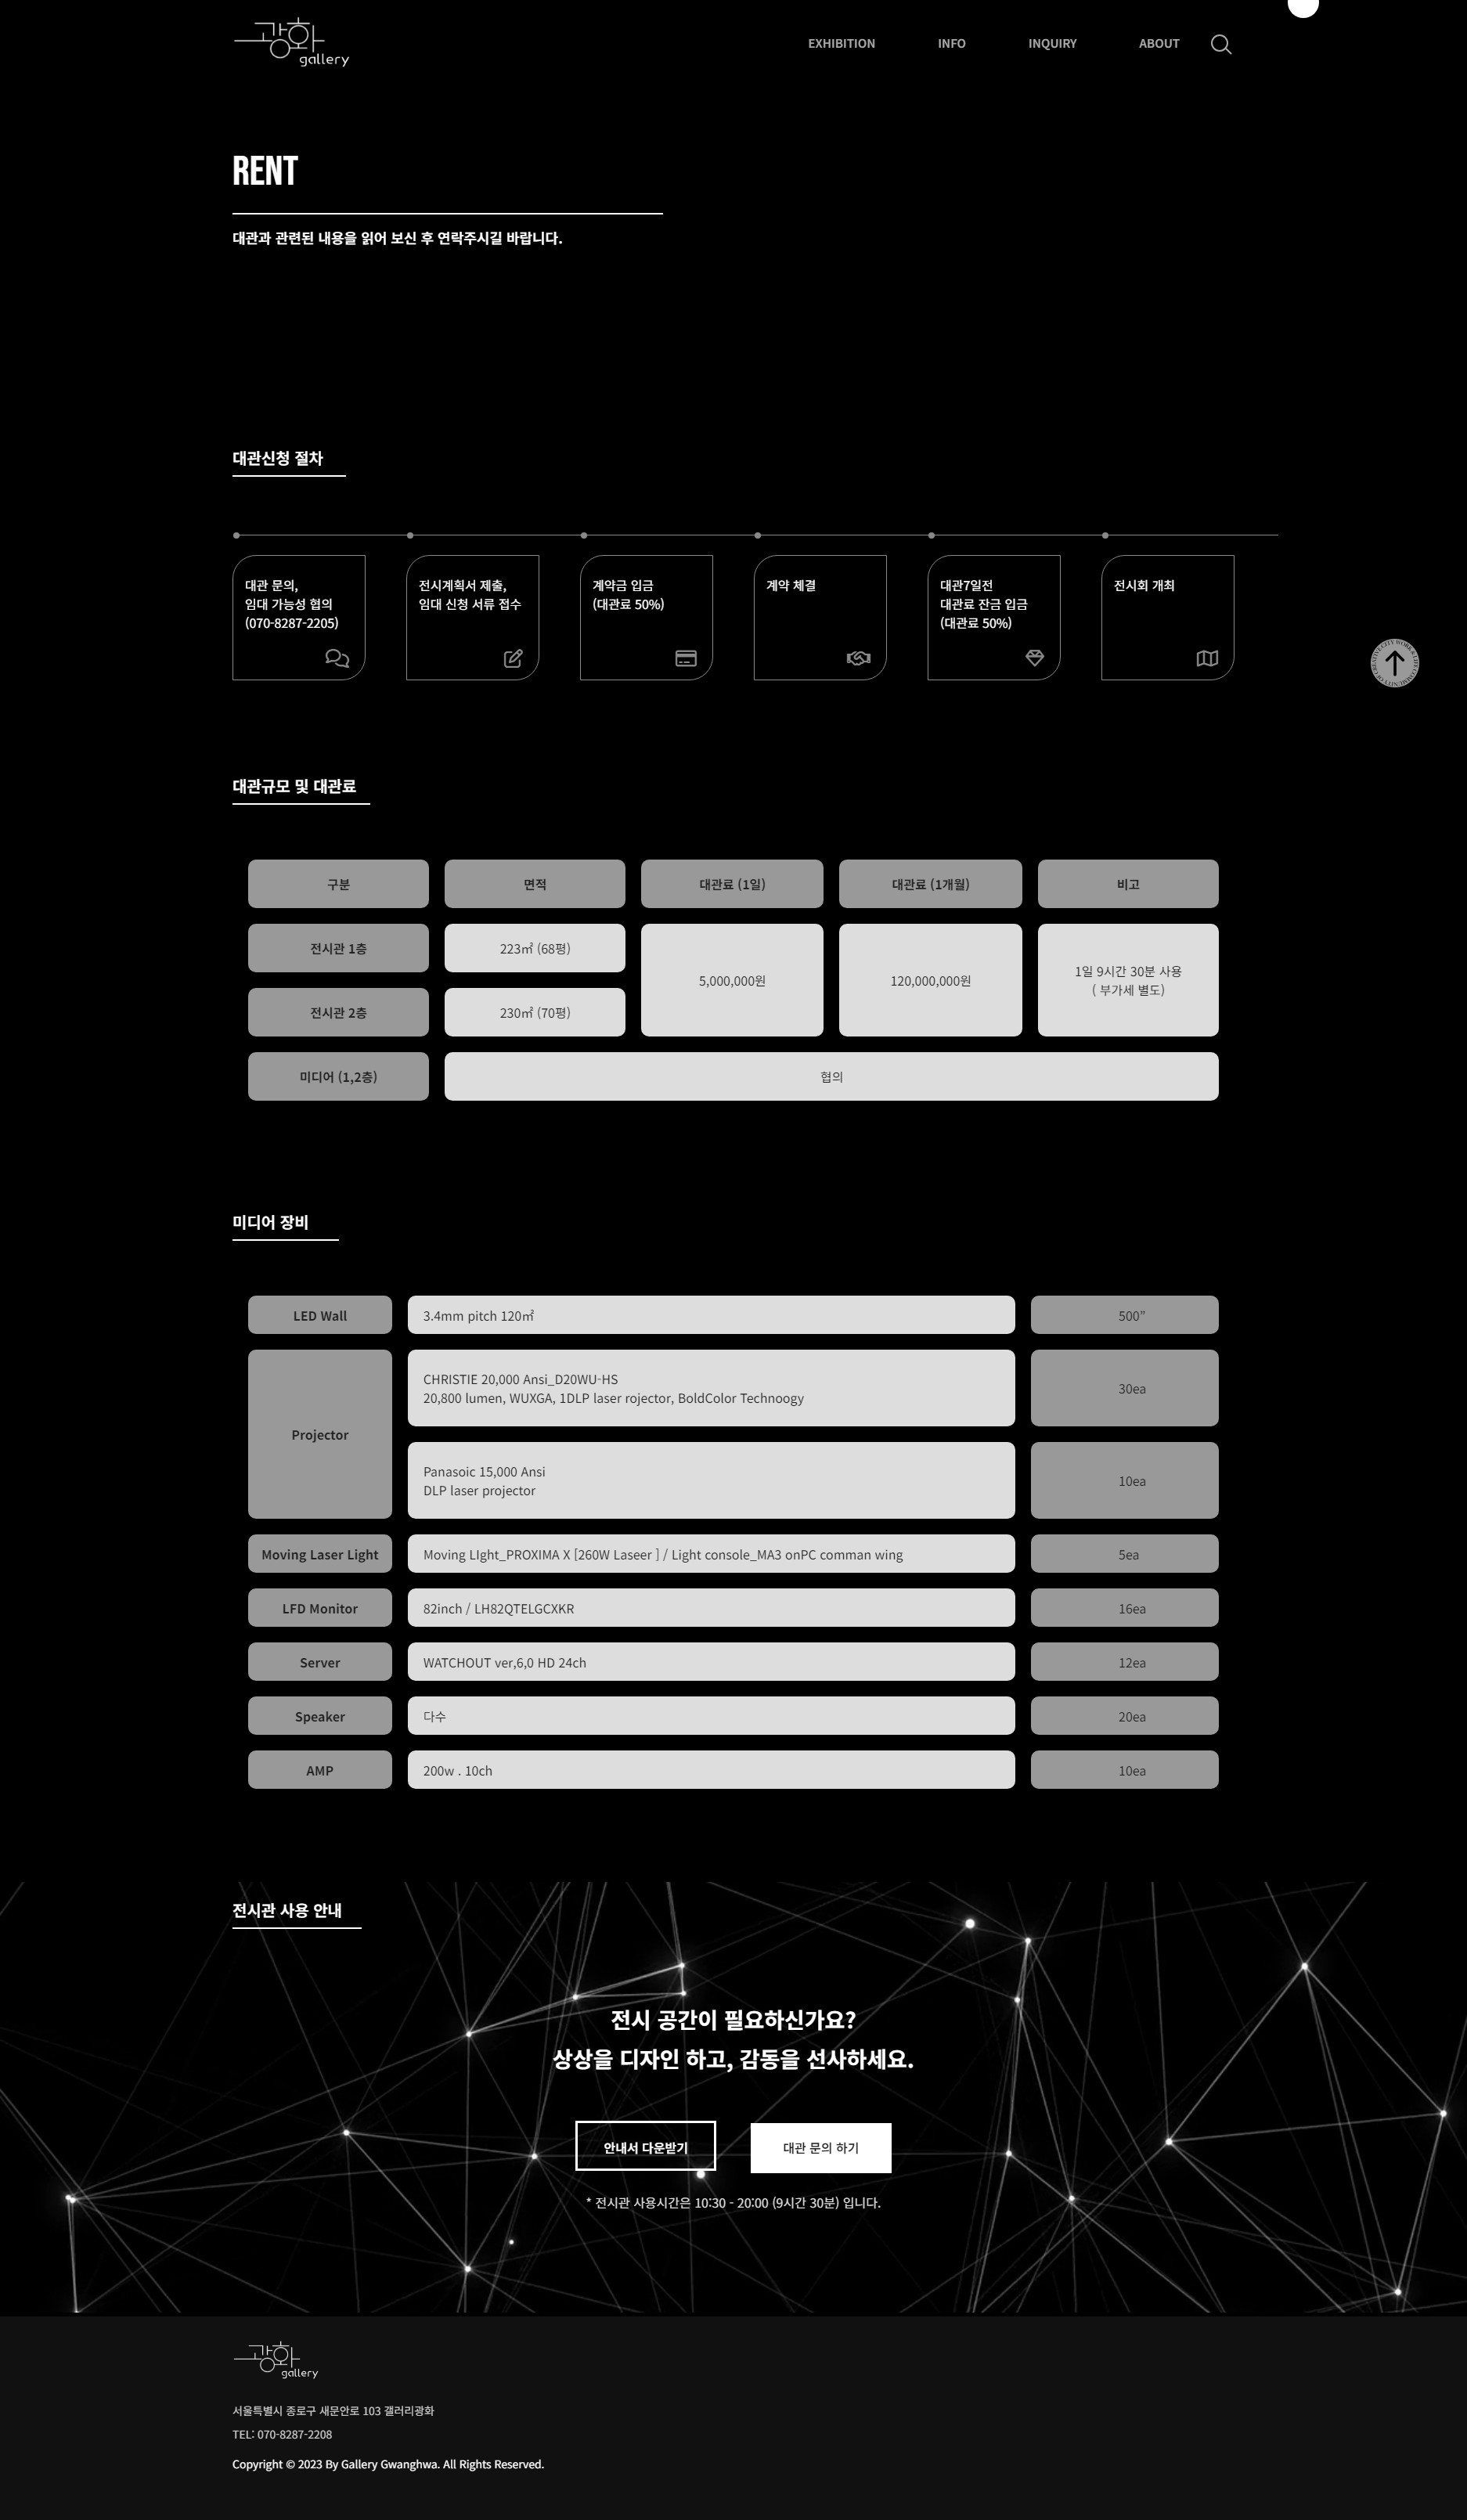 광화
gallery
EXHIBITION
INFO
INQUIRY
ABOUT
RENT
대관과 관련된 내용을 읽어 보신 후 연락주시길 바랍니다.
대관신청 절차
대관 문의,
임대 가능성 협의
(070-8287-2205)
전시계획서 제출,
임대 신청 서류 접수
계약금 입금
(대관료 50%)
계약 체결
대관7일전
대관료 잔금 입금
(대관료 50%)
전시회 개최
대관규모 및 대관료
구분
면적
대관료 (1일)
대관료 (1개월)
비고
전시관 1층
223㎡ (68평)
5,000,000원
120,000,000원
1일 9시간 30분 사용
( 부가세 별도)
전시관 2층
230㎡ (70평)
미디어 (1,2층)
협의
미디어 장비
LED Wall
3.4mm pitch 120㎡
500”
Projector
CHRISTIE 20,000 Ansi_D20WU-HS
20,800 lumen, WUXGA, 1DLP laser rojector, BoldColor Technoogy
30ea
Panasoic 15,000 Ansi
DLP laser projector
10ea
Moving Laser Light
Moving LIght_PROXIMA X [260W Laseer ] / Light console_MA3 onPC comman wing
5ea
LFD Monitor
82inch / LH82QTELGCXKR
16ea
Server
WATCHOUT ver,6,0 HD 24ch
12ea
Speaker
다수
20ea
AMP
200w . 10ch
10ea
전시관 사용 안내
전시 공간이 필요하신가요?
상상을 디자인 하고, 감동을 선사하세요.
안내서 다운받기
대관 문의 하기
* 전시관 사용시간은 10:30 - 20:00 (9시간 30분) 입니다.
광화
gallery
서울특별시 종로구 새문안로 103 갤러리광화
TEL: 070-8287-2208
Copyright © 2023 By Gallery Gwanghwa. All Rights Reserved.